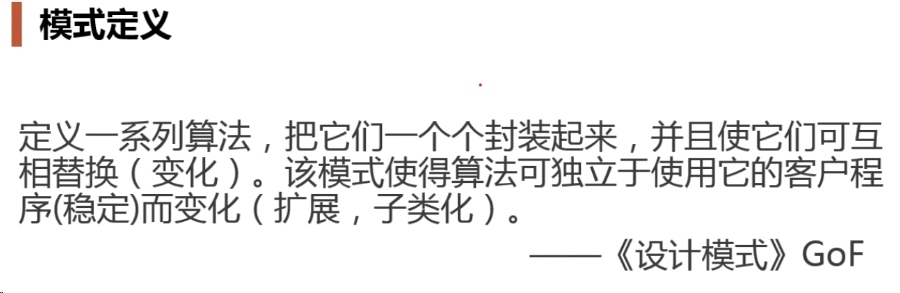 模式定义
定义一系列算法，把它们一个个封装起来，并且使它们可互
相替换（变化）。该模式使得算法可独立于使用它的客户程
序(稳定)而变化（扩展，子类化）。
——《设计模式》GoF